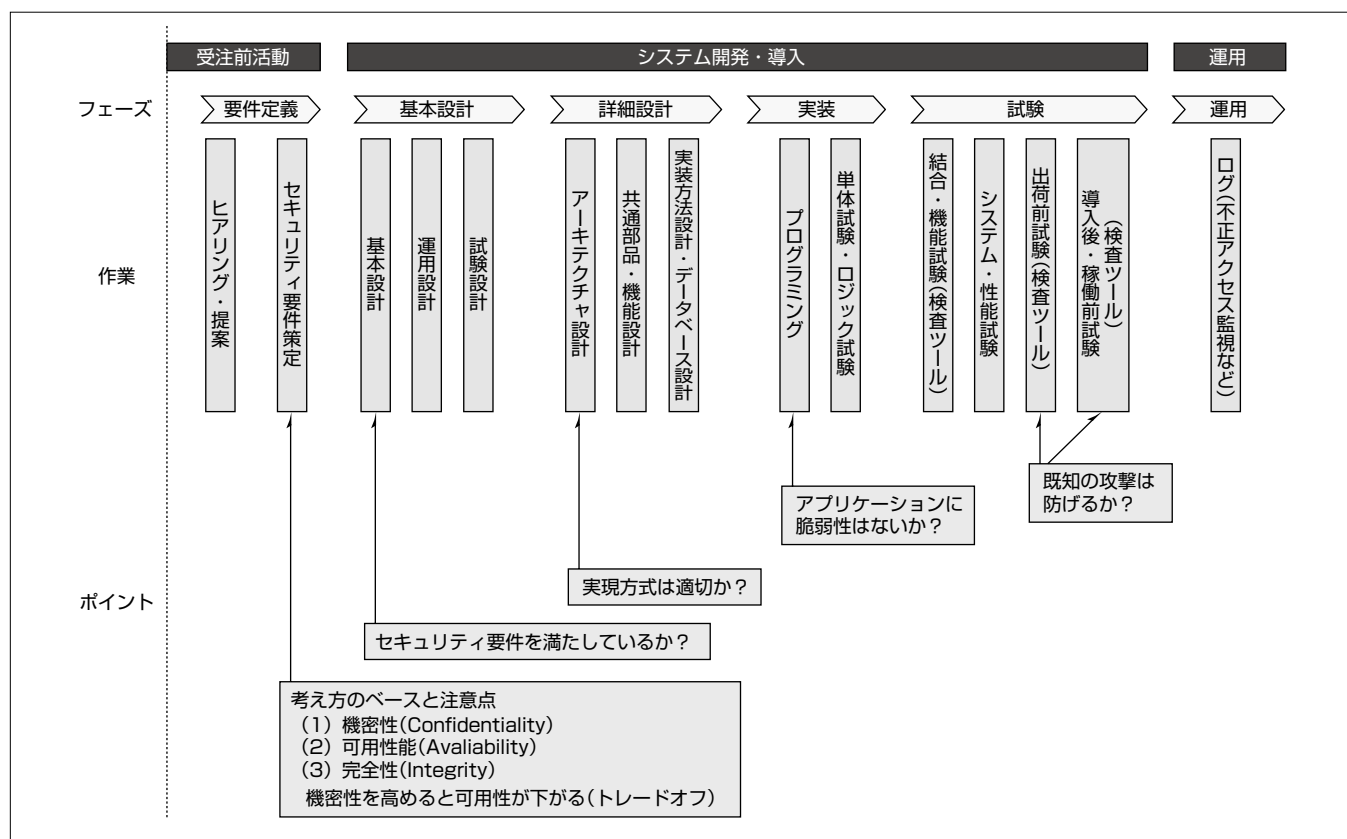 受注前活動
システム開発・導入
運用
フェーズ
要件定義
基本設計
詳細設計
実装
試験
運用
作業
ヒアリング・提案
セキュリティ要件策定
基本設計
運用設計
試験設計
アーキテクチャ設計
共通部品・機能設計
実装方法設計・データベース設計
プログラミング
単体試験・ロジック試験
結合・機能試験(検査ツール)
システム・性能試験
出荷前試験(検査ツール)
導入後・稼働前試験
(検査ツール)
ログ(不正アクセス監視など)
ポイント
既知の攻撃は
防げるか？
アプリケーションに
脆弱性はないか？
実現方式は適切か？
セキュリティ要件を満たしているか？
考え方のベースと注意点
(1) 機密性(Confidentiality)
(2) 可用性能(Avaliability)
(3) 完全性(Integrity)
機密性を高めると可用性が下がる(トレードオフ)